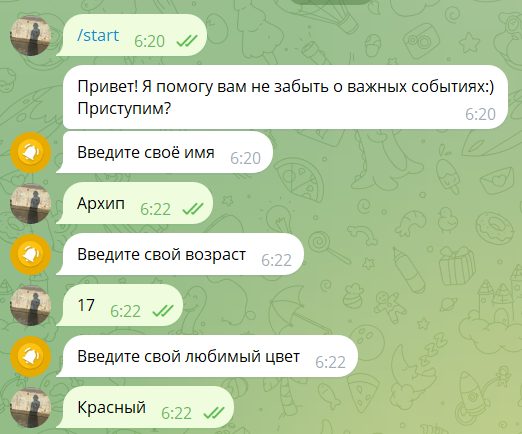 /start 6:20
Привет! Я помогу вам не забыть о важных событиях:)
Приступим? 6:20
Введите своё имя 6:20
Архип 6:22
Введите свой возраст 6:22
17 6:22
Введите свой любимый цвет 6:22
Красный 6:22